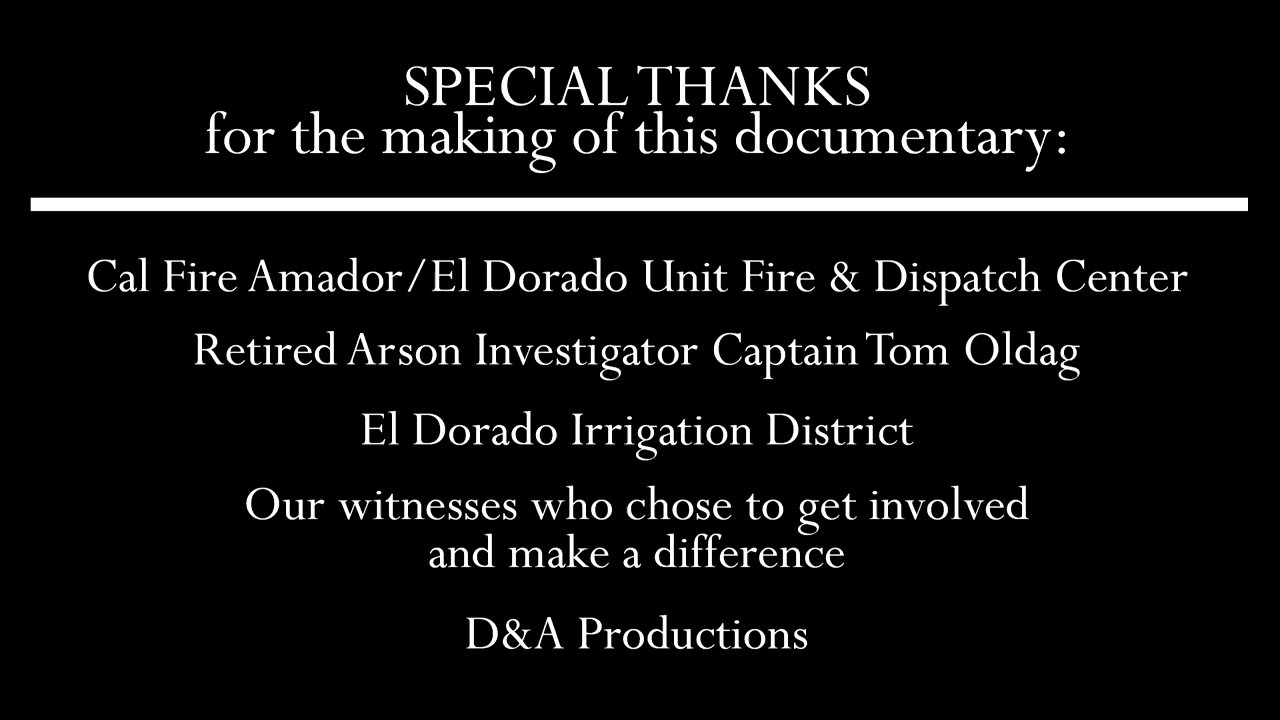 SPECIAL THANKS
for the making of this documentary:
Cal Fire Amador/El Dorado Unit Fire & Dispatch Center
Retired Arson Investigator Captain Tom Oldag
El Dorado Irrigation District
Our witnesses who chose to get involved
and make a difference
D&A Productions